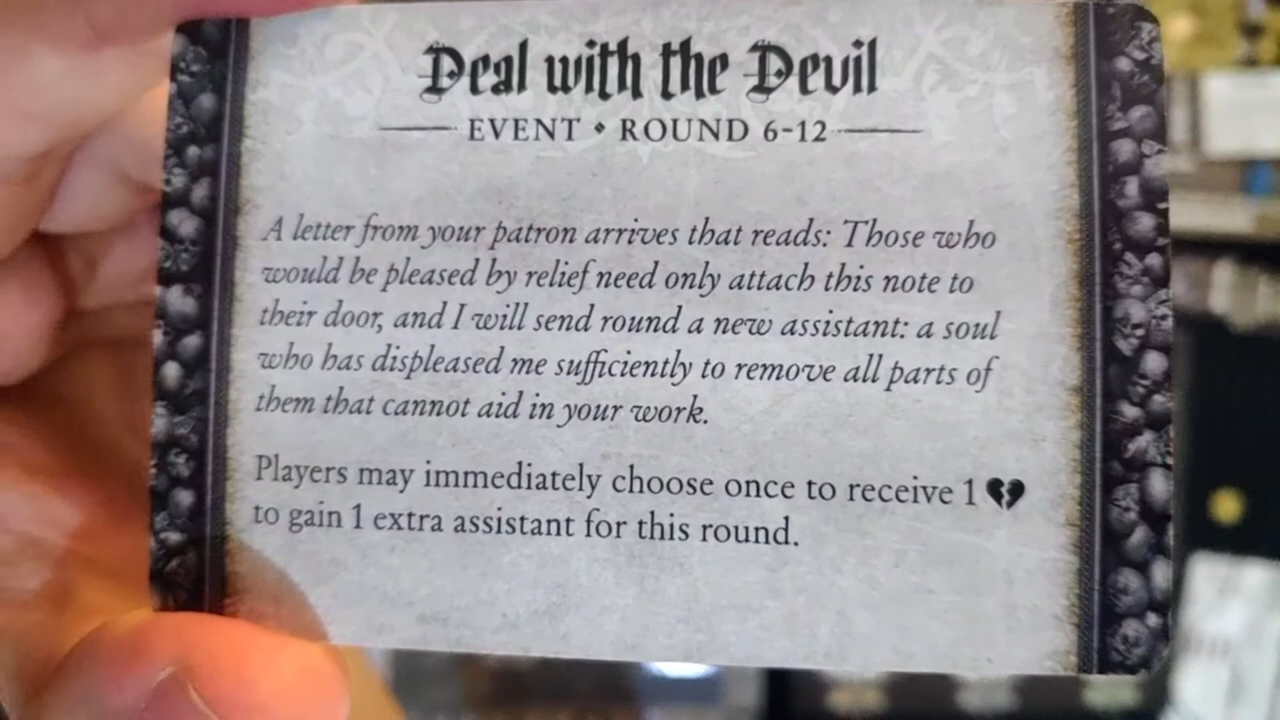 Deal with the Devil
EVENT • ROUND 6-12
A letter from your patron arrives that reads: Those who
would be pleased by relief need only attach this note to
their door, and I will send round a new assistant: a soul
who has displeased me sufficiently to remove all parts of
them that cannot aid in your work.
Players may immediately choose once to receive 1
to gain 1 extra assistant for this round.